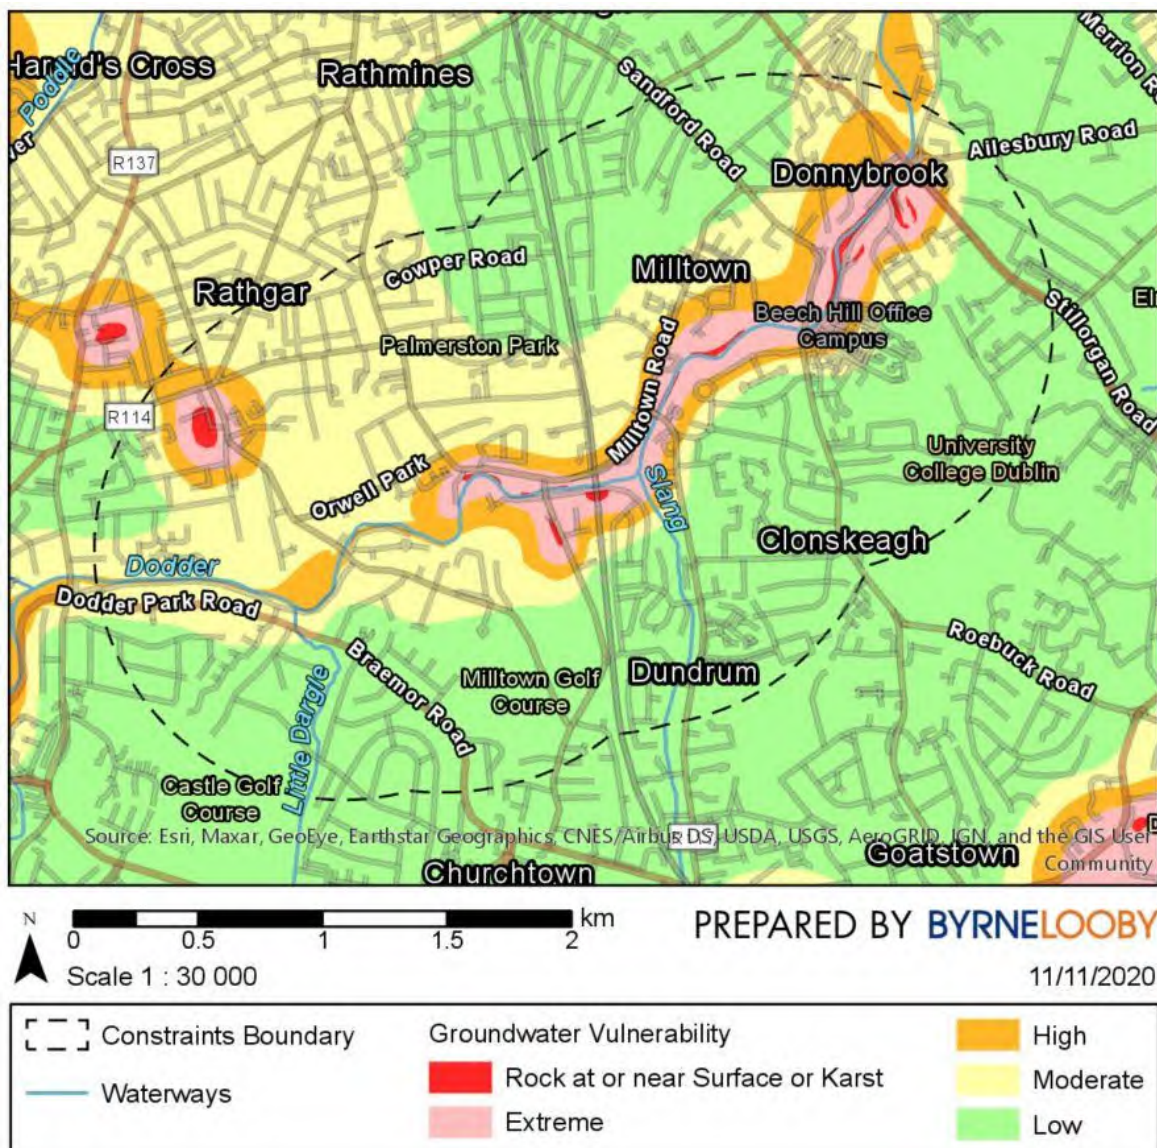 Harold's Cross
Rathmines
Poddle
Sandford Road
Merrion
R137
Ailesbury Road
Donnybrook
Cowper Road
Milltown
Rathgar
Beech Hill Office
Campus
Stillorgan Road
Palmerston Park
Milltown Road
R114
University
College Dublin
Orwell Park
Slang
Clonskeagh
Dodder
Dodder Park Road
Roebuck Road
Braemor Road
Milltown Golf
Course
Dundrum
Little Dargle
Castle Golf
Course
Source: Esri, Maxar, GeoEye, Earthstar Geographics, CNES/Airbus DS, USDA, USGS, AeroGRID, IGN, and the GIS User
Community
Goatstown
Churchtown
N
km
0 0.5 1 1.5 2
Scale 1 : 30 000
PREPARED BY BYRNELOOBY
11/11/2020
Constraints Boundary
Waterways
Groundwater Vulnerability
Rock at or near Surface or Karst
Extreme
High
Moderate
Low